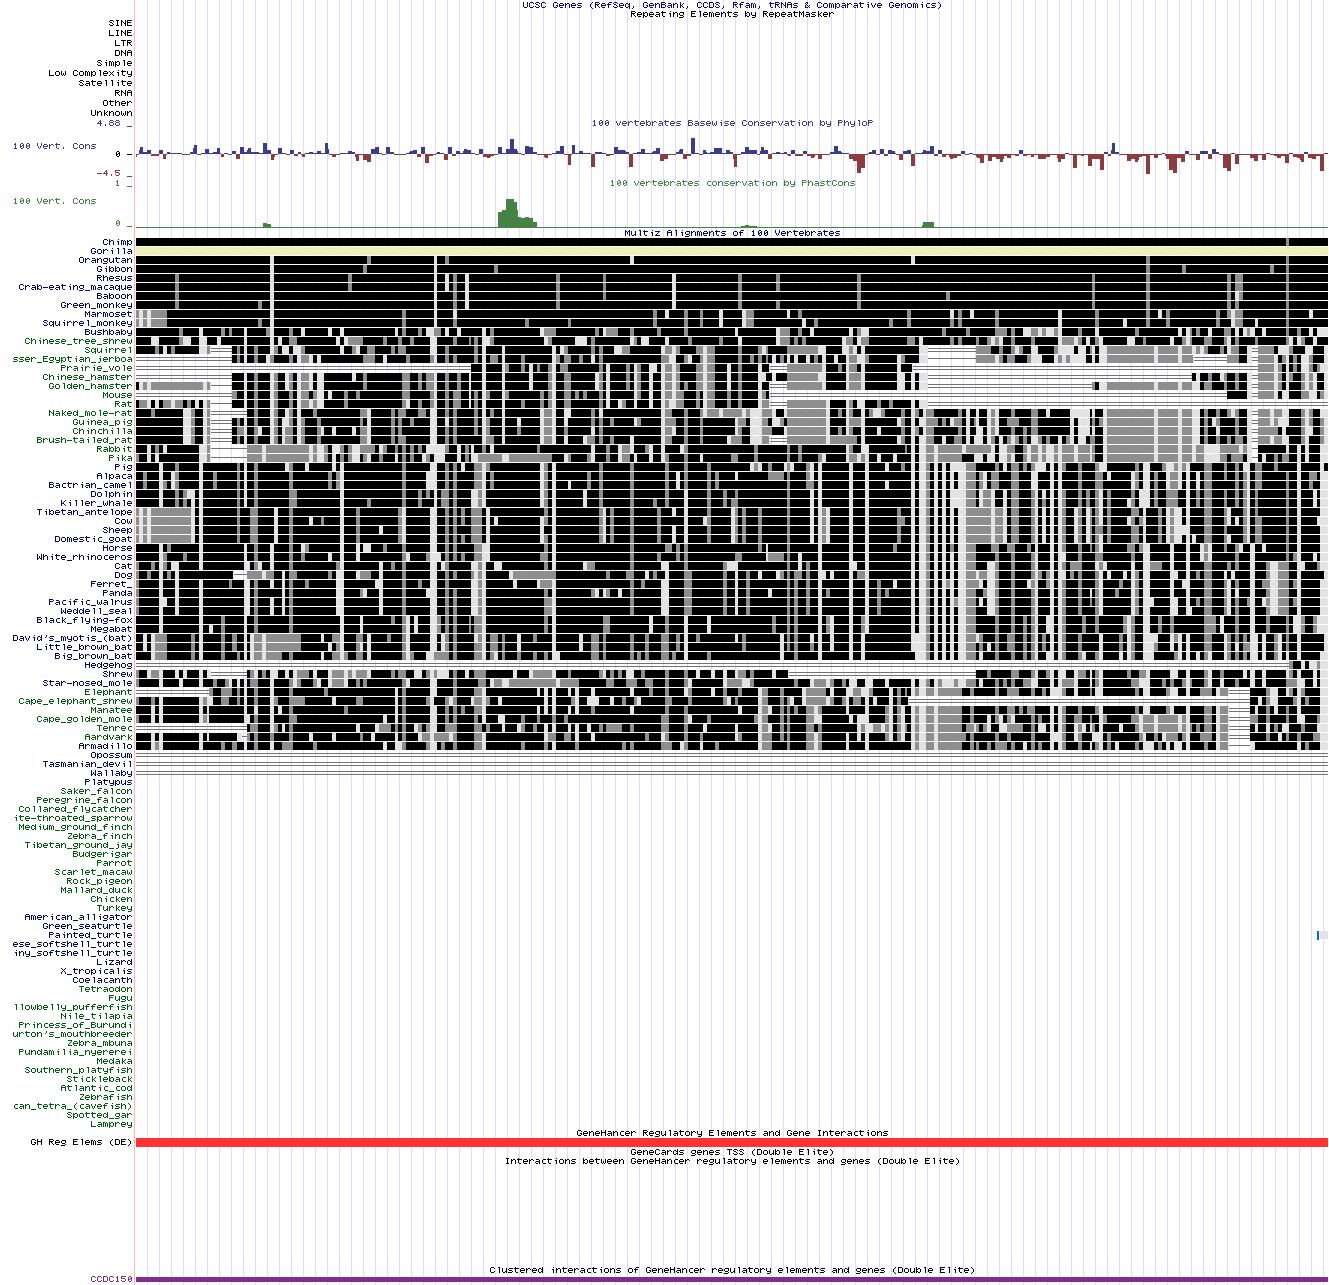 UCSC Genes (RefSeq, GenBank, CCDS, Rfam, tRNAs & Comparative Genomics)
Repeating Elements by RepeatMasker
SINE
LINE
LTR
DNA
Simple
Low Complexity
Satellite
RNA
Other
Unknown
4.88 _
100 vertebrates Basewise Conservation by PhyloP
100 Vert. Cons
0 -
-4.5 _
1 _
100 vertebrates conservation by PhastCons
100 Vert. Cons
0 _
Multiz Alignments of 100 Vertebrates
Chimp
Gorilla
Orangutan
Gibbon
Rhesus
Crab-eating_macaque
Baboon
Green_monkey
Marmoset
Squirrel_monkey
Bushbaby
Chinese_tree_shrew
Squirrel
sser_Egyptian_jerboa
Prairie_vole
Chinese_hamster
Golden_hamster
Mouse
Rat
Naked_mole-rat
Guinea_pig
Chinchilla
Brush-tailed_rat
Rabbit
Pika
Pig
Alpaca
Bactrian_camel
Dolphin
Killer_whale
Tibetan_antelope
Cow
Sheep
Domestic_goat
Horse
White_rhinoceros
Cat
Dog
Ferret_
Panda
Pacific_walrus
Weddell_seal
Black_flying-fox
Megabat
David's_myotis_(bat)
Little_brown_bat
Big_brown_bat
Hedgehog
Shrew
Star-nosed_mole
Elephant
Cape_elephant_shrew
Manatee
Cape_golden_mole
Tenrec
Aardvark
Armadillo
Opossum
Tasmanian_devil
Wallaby
Platypus
Saker_falcon
Peregrine_falcon
Collared_flycatcher
ite-throated_sparrow
Medium_ground_finch
Zebra_finch
Tibetan_ground_jay
Budgerigar
Parrot
Scarlet_macaw
Rock_pigeon
Mallard_duck
Chicken
Turkey
American_alligator
Green_seaturtle
Painted_turtle
ese_softshell_turtle
iny_softshell_turtle
Lizard
X_tropicalis
Coelacanth
Tetraodon
Fugu
llowbelly_pufferfish
Nile_tilapia
Princess_of_Burundi
urton's_mouthbreeder
Zebra_mbuna
Pundamilia_nyererei
Medaka
Southern_platyfish
Stickleback
Atlantic_cod
Zebrafish
can_tetra_(cavefish)
Spotted_gar
Lamprey
GeneHancer Regulatory Elements and Gene Interactions
GH Reg Elems (DE)
GeneCards genes TSS (Double Elite)
Interactions between GeneHancer regulatory elements and genes (Double Elite)
Clustered interactions of GeneHancer regulatory elements and genes (Double Elite)
CCDC150